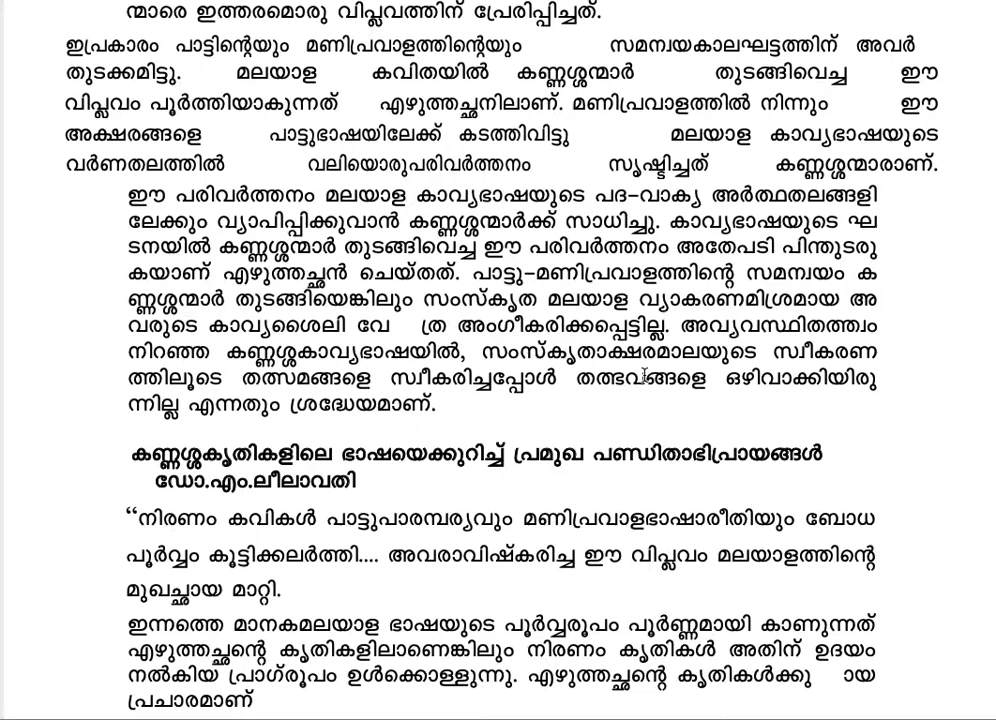 ന്മാരെ ഇത്തരമൊരു വിപ്ലവത്തിന് പ്രേരിപ്പിച്ചത്.
ഇപ്രകാരം പാട്ടിന്റെയും മണിപ്രവാളത്തിന്റെയും സമന്വയകാലഘട്ടത്തിന് അവർ
തുടക്കമിട്ടു. മലയാള കവിതയിൽ കണ്ണശ്ശന്മാർ തുടങ്ങിവെച്ച ഈ
വിപ്ലവം പൂർത്തിയാകുന്നത് എഴുത്തച്ഛനിലാണ്. മണിപ്രവാളത്തിൽ നിന്നും ഈ
അക്ഷരങ്ങളെ പാട്ടുഭാഷയിലേക്ക് കടത്തിവിട്ടു മലയാള കാവ്യഭാഷയുടെ
വർണതലത്തിൽ വലിയൊരുപരിവർത്തനം സൃഷ്ടിച്ചത് കണ്ണശ്ശന്മാരാണ്.
ഈ പരിവർത്തനം മലയാള കാവ്യഭാഷയുടെ പദ-വാക്യ അർത്ഥതലങ്ങളി
ലേക്കും വ്യാപിപ്പിക്കുവാൻ കണ്ണശ്ശന്മാർക്ക് സാധിച്ചു. കാവ്യഭാഷയുടെ ഘ
ടനയിൽ കണ്ണശ്ശന്മാർ തുടങ്ങിവെച്ച ഈ പരിവർത്തനം അതേപടി പിന്തുടരു
കയാണ് എഴുത്തച്ഛൻ ചെയ്തത്. പാട്ടു-മണിപ്രവാളത്തിന്റെ സമന്വയം ക
ണ്ണശ്ശന്മാർ തുടങ്ങിയെങ്കിലും സംസ്കൃത മലയാള വ്യാകരണമിശ്രമായ അ
വരുടെ കാവ്യശൈലി വേ ത്ര അംഗീകരിക്കപ്പെട്ടില്ല. അവ്യവസ്ഥിതത്ത്വം
നിറഞ്ഞ കണ്ണശ്ശകാവ്യഭാഷയിൽ, സംസ്കൃതാക്ഷരമാലയുടെ സ്വീകരണ
ത്തിലൂടെ തത്സമങ്ങളെ സ്വീകരിച്ചപ്പോൾ തത്ഭവങ്ങളെ ഒഴിവാക്കിയിരു
ന്നില്ല എന്നതും ശ്രദ്ധേയമാണ്.
കണ്ണശ്ശകൃതികളിലെ ഭാഷയെക്കുറിച്ച് പ്രമുഖ പണ്ഡിതാഭിപ്രായങ്ങൾ
ഡോ.എം.ലീലാവതി
“നിരണം കവികൾ പാട്ടുപാരമ്പര്യവും മണിപ്രവാളഭാഷാരീതിയും ബോധ
പൂർവ്വം കൂട്ടിക്കലർത്തി.... അവരാവിഷ്കരിച്ച ഈ വിപ്ലവം മലയാളത്തിന്റെ
മുഖച്ഛായ മാറ്റി.
ഇന്നത്തെ മാനകമലയാള ഭാഷയുടെ പൂർവ്വരൂപം പൂർണ്ണമായി കാണുന്നത്
എഴുത്തച്ഛന്റെ കൃതികളിലാണെങ്കിലും നിരണം കൃതികൾ അതിന് ഉദയം
നൽകിയ പ്രാഗ്‌രൂപം ഉൾക്കൊള്ളുന്നു. എഴുത്തച്ഛന്റെ കൃതികൾക്കു ായ
പ്രചാരമാണ്